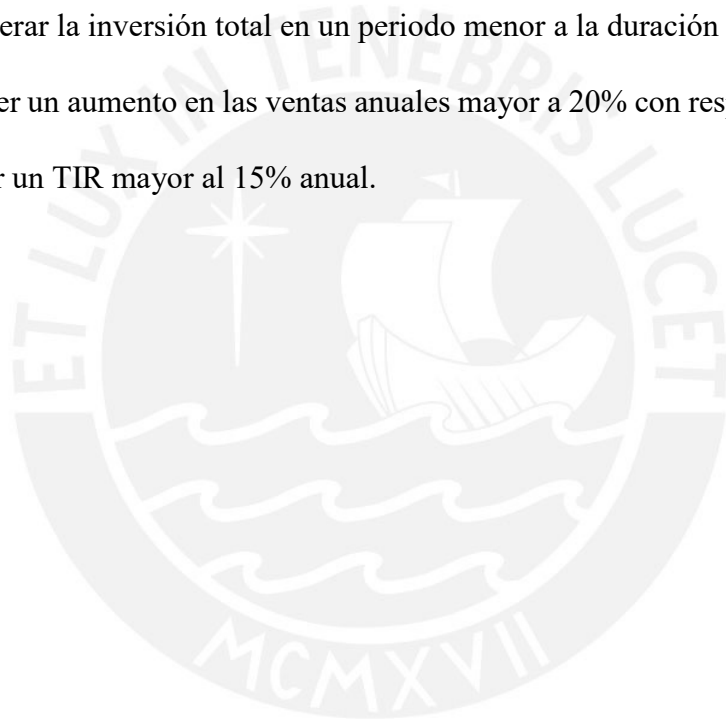 erar la inversión total en un periodo menor a la duración
er un aumento en las ventas anuales mayor a 20% con res
r un TIR mayor al 15% anual.
ET LUX IN TENEBRIS LUCET
MCMXVII